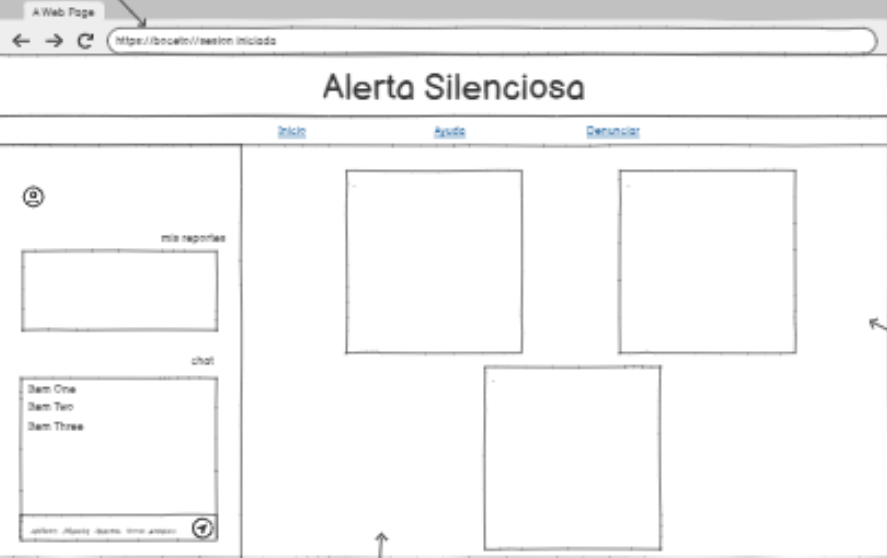 A Web Page
https://boceto//sesion iniciada
Alerta Silenciosa
Inicio
Ayuda
Denunciar
mis reportes
chat
Item One
Item Two
Item Three